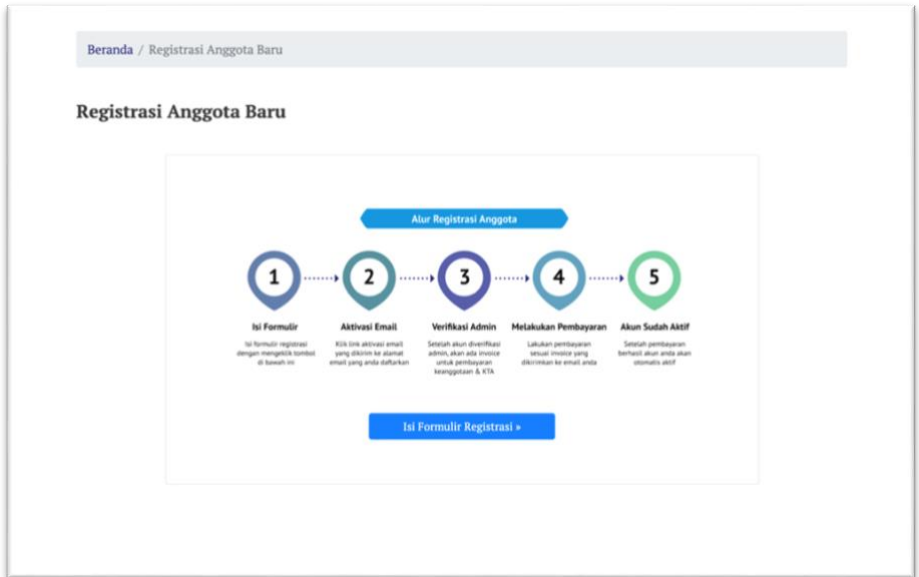 Beranda / Registrasi Anggota Baru
Registrasi Anggota Baru
Alur Registrasi Anggota
1
2
3
4
5
Isi Formulir
Isi formulir registrasi
dengan mengeklik tombol
di bawah ini
Aktivasi Email
Klik link aktivasi email
yang dikirim ke alamat
email yang anda daftarkan
Verifikasi Admin
Setelah akun diverifikasi
admin, akan ada invoice
untuk pembayaran
keanggotaan & KTA
Melakukan Pembayaran
Lakukan pembayaran
sesuai invoice yang
dikirimkan ke email anda
Akun Sudah Aktif
Setelah pembayaran
berhasil akun anda akan
otomatis aktif
Isi Formulir Registrasi »